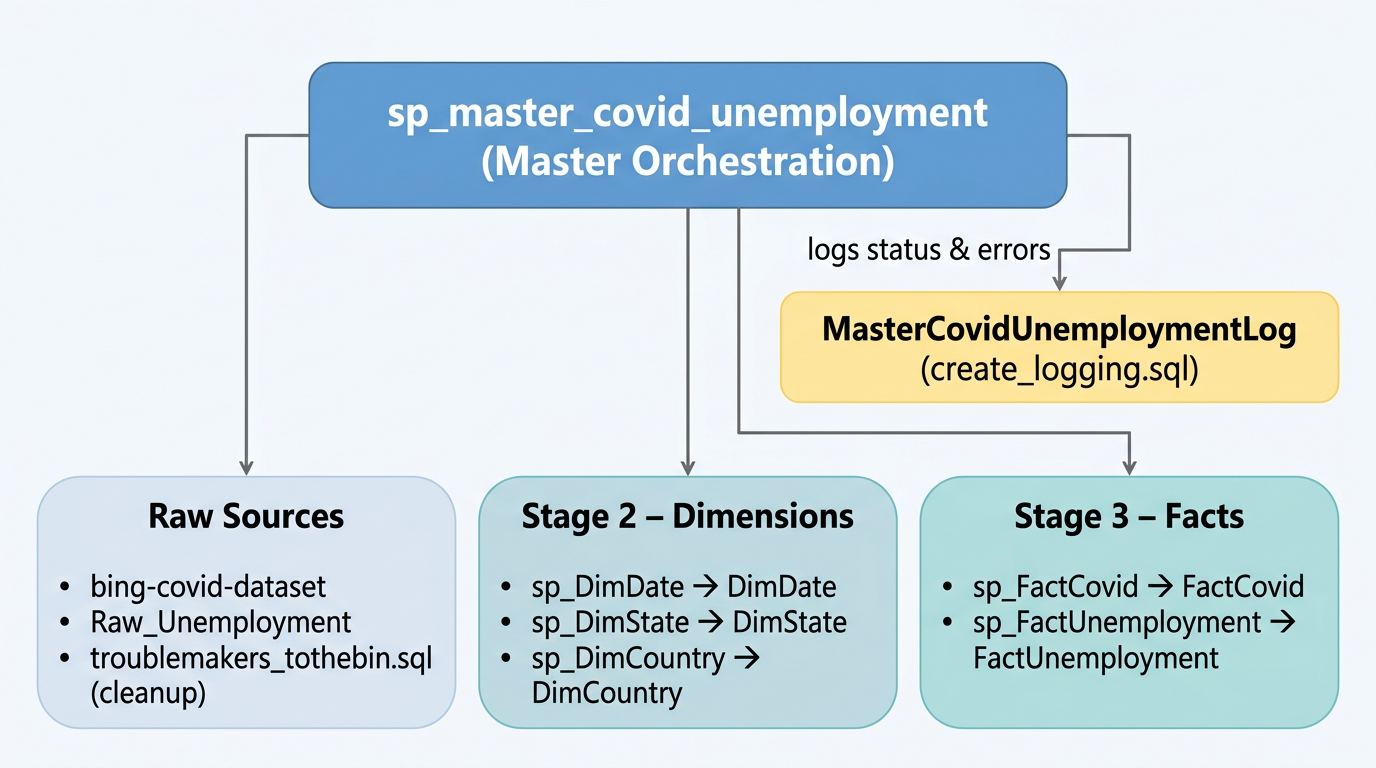 sp_master_covid_unemployment
(Master Orchestration)
logs status & errors
MasterCovidUnemploymentLog
(create_logging.sql)
Raw Sources
• bing-covid-dataset
• Raw_Unemployment
• troublemakers_tothebin.sql
(cleanup)
Stage 2 – Dimensions
• sp_DimDate → DimDate
• sp_DimState → DimState
• sp_DimCountry →
DimCountry
Stage 3 – Facts
• sp_FactCovid → FactCovid
• sp_FactUnemployment →
FactUnemployment